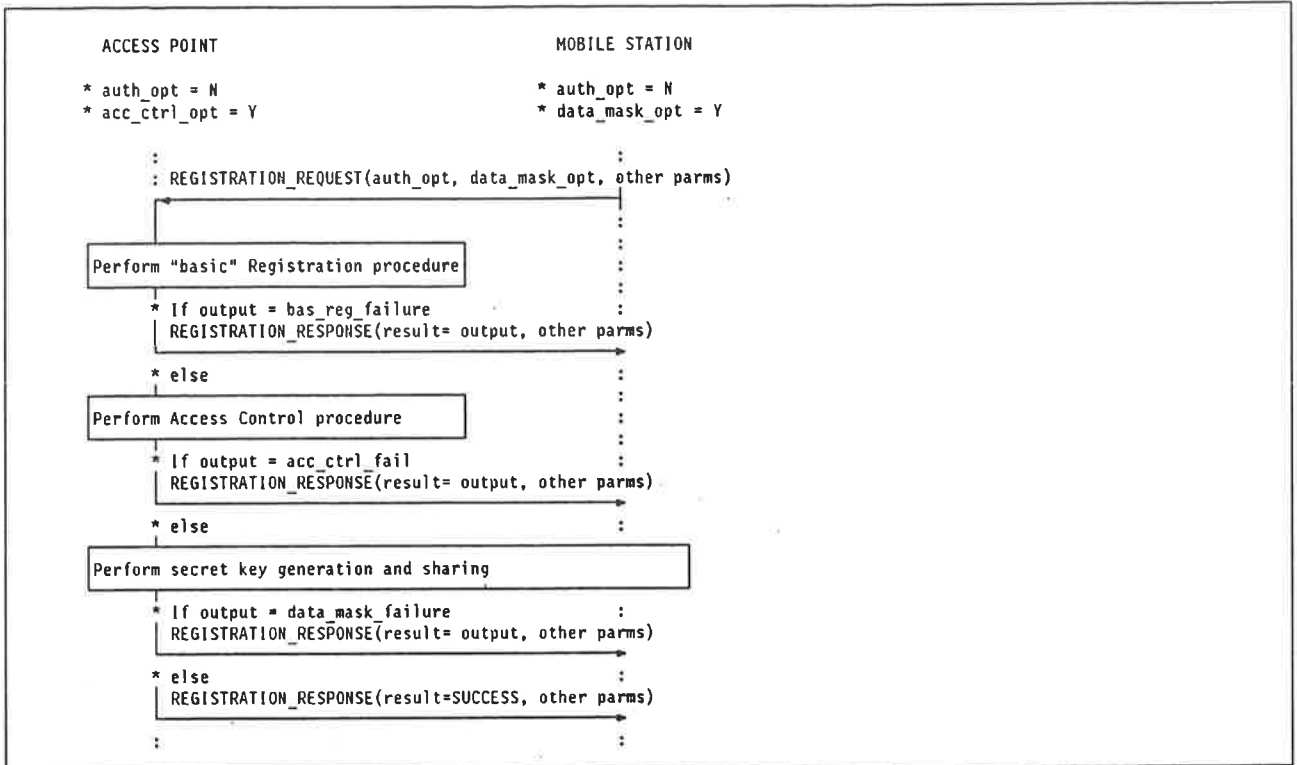 ACCESS POINT MOBILE STATION
* auth_opt = N * auth_opt = N
* acc_ctrl_opt = Y * data_mask_opt = Y
: :
: REGISTRATION_REQUEST(auth_opt, data_mask_opt, other parms)
:
:
Perform "basic" Registration procedure :
:
* If output = bas_reg_failure :
REGISTRATION_RESPONSE(result= output, other parms)
* else :
:
Perform Access Control procedure :
:
* If output = acc_ctrl_fail :
REGISTRATION_RESPONSE(result= output, other parms)
* else :
Perform secret key generation and sharing
* If output = data_mask_failure :
REGISTRATION_RESPONSE(result= output, other parms)
* else :
REGISTRATION_RESPONSE(result=SUCCESS, other parms)
: :